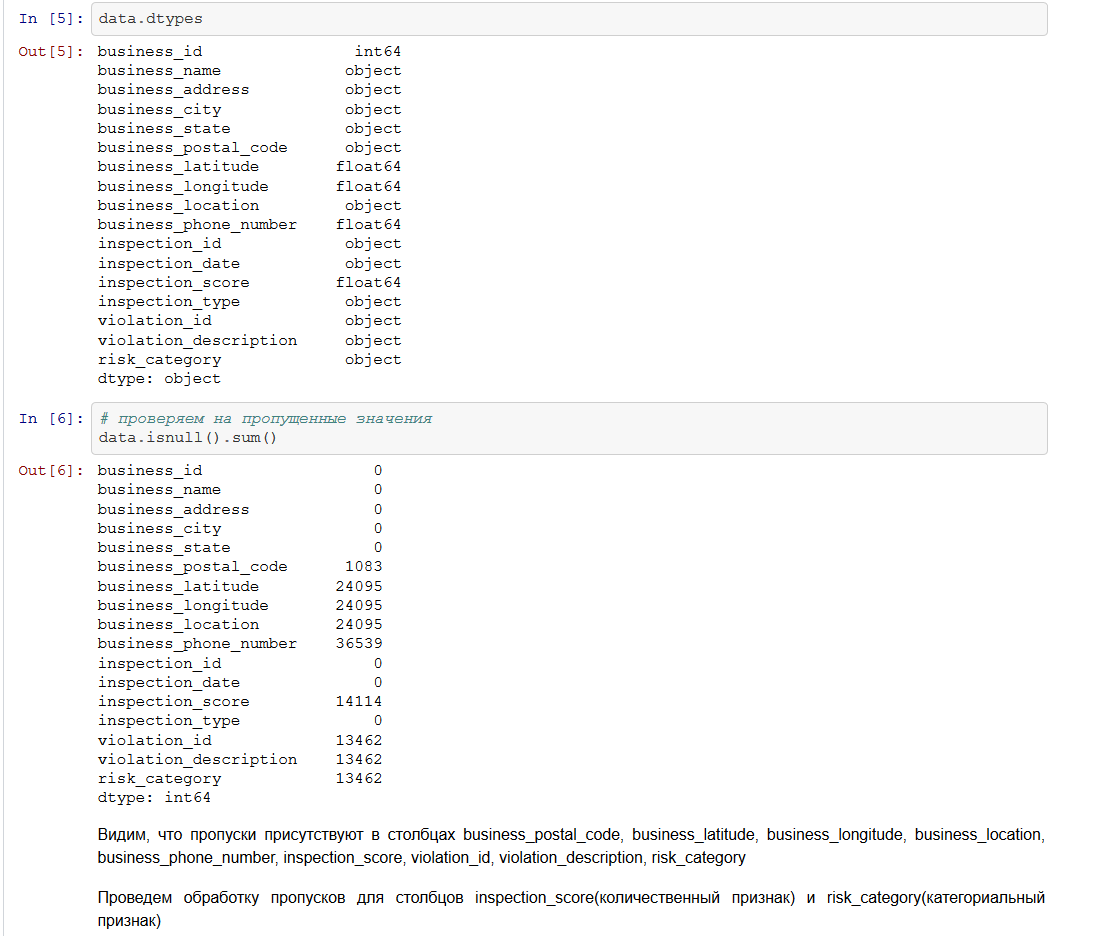 In [5]: data.dtypes
Out[5]: business_id int64
business_name object
business_address object
business_city object
business_state object
business_postal_code object
business_latitude float64
business_longitude float64
business_location object
business_phone_number float64
inspection_id object
inspection_date object
inspection_score float64
inspection_type object
violation_id object
violation_description object
risk_category object
dtype: object
In [6]: # проверяем на пропущенные значения
data.isnull().sum()
Out[6]: business_id 0
business_name 0
business_address 0
business_city 0
business_state 0
business_postal_code 1083
business_latitude 24095
business_longitude 24095
business_location 24095
business_phone_number 36539
inspection_id 0
inspection_date 0
inspection_score 14114
inspection_type 0
violation_id 13462
violation_description 13462
risk_category 13462
dtype: int64
Видим, что пропуски присутствуют в столбцах business_postal_code, business_latitude, business_longitude, business_location,
business_phone_number, inspection_score, violation_id, violation_description, risk_category
Проведем обработку пропусков для столбцов inspection_score(количественный признак) и risk_category(категориальный
признак)